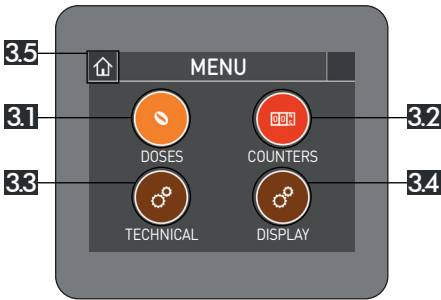 3.5
MENU
3.1
3.2
DOSES
COUNTERS
3.3
3.4
TECHNICAL
DISPLAY